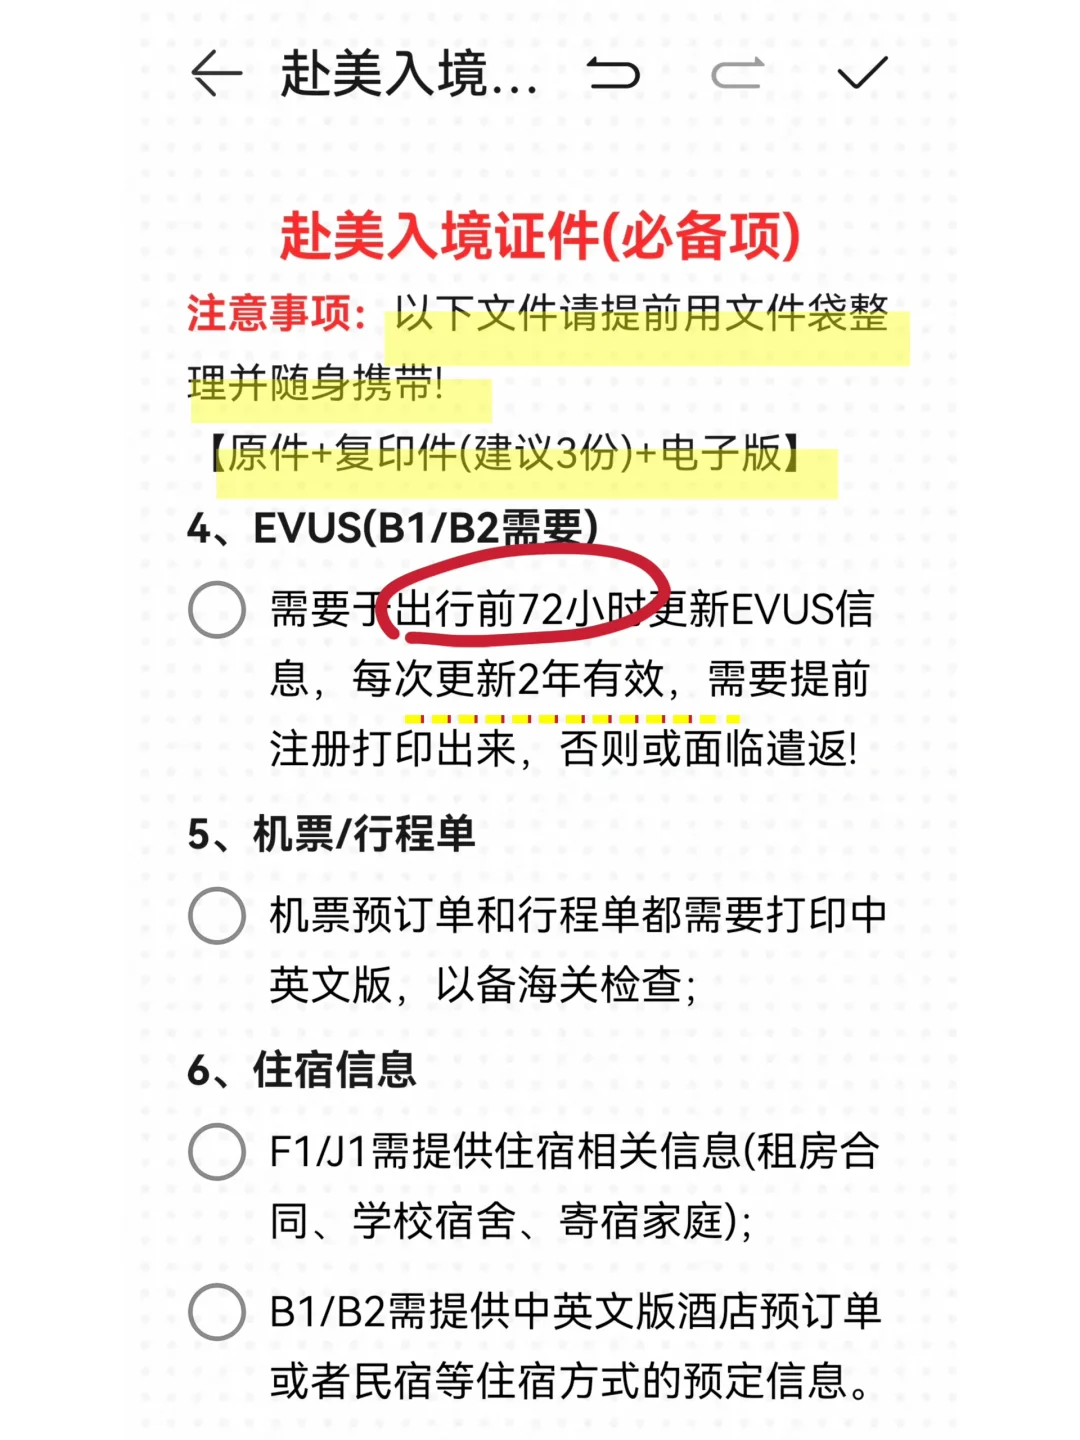 赴美入境...
赴美入境证件(必备项)
注意事项：以下文件请提前用文件袋整
理并随身携带!
【原件+复印件(建议3份)+电子版】
4、EVUS(B1/B2需要)
需要于出行前72小时更新EVUS信
息，每次更新2年有效，需要提前
注册打印出来，否则或面临遣返!
5、机票/行程单
机票预订单和行程单都需要打印中
英文版，以备海关检查;
6、住宿信息
F1/J1需提供住宿相关信息(租房合
同、学校宿舍、寄宿家庭);
B1/B2需提供中英文版酒店预订单
或者民宿等住宿方式的预定信息。